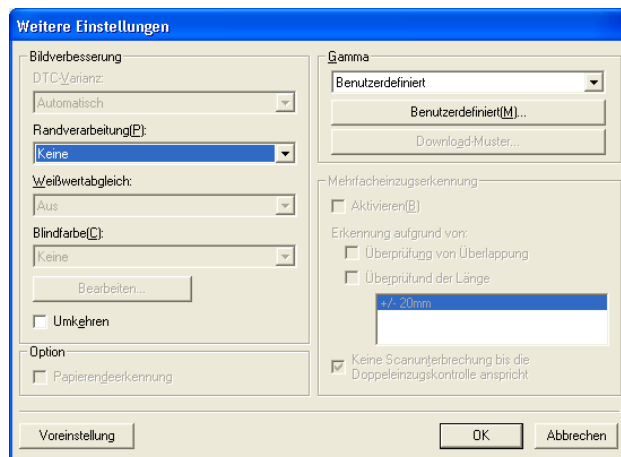 Weitere Einstellungen
Bildverbesserung
DTC-Varianz:
Automatisch
Randverarbeitung(P):
Keine
Weißwertabgleich:
Aus
Blindfarbe(C):
Keine
Bearbeiten...
Umkehren
Option
Papierendeerkennung
Gamma
Benutzerdefiniert
Benutzerdefiniert(M)...
Download-Muster...
Mehrfacheinzugserkennung
Aktivieren(B)
Erkennung aufgrund von:
Überprüfung von Überlappung
Überprüfund der Länge
+/- 20mm
Keine Scanunterbrechung bis die
Doppeleinzugskontrolle anspricht
Voreinstellung
OK
Abbrechen